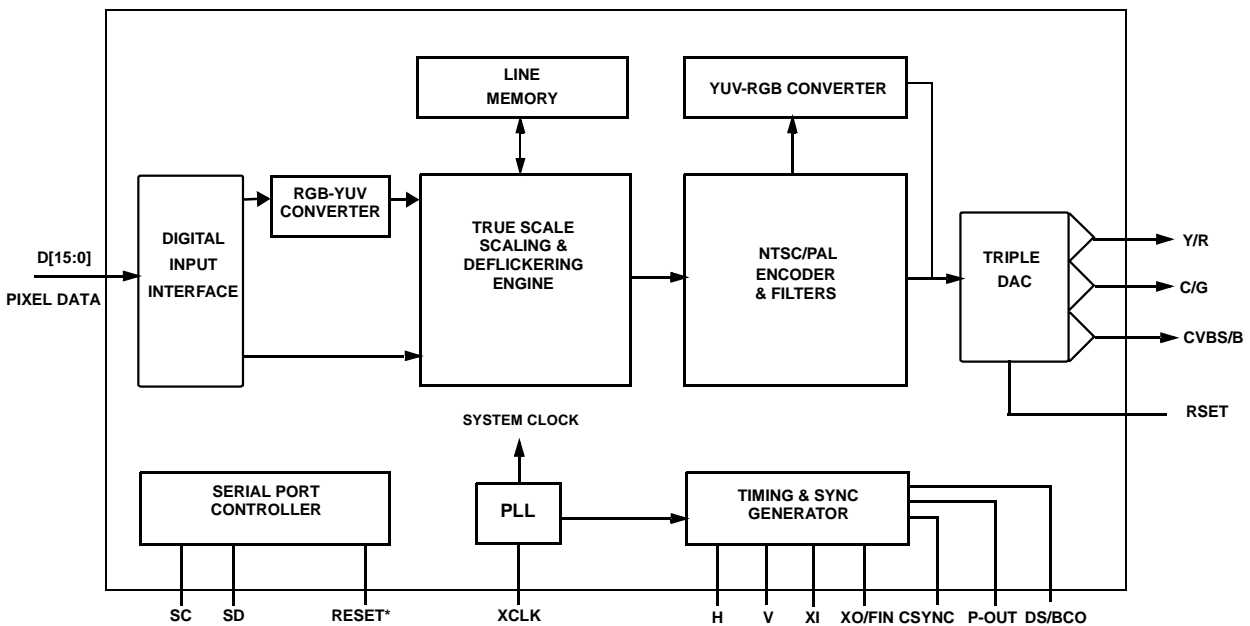 LINE
MEMORY
YUV-RGB CONVERTER
RGB-YUV
CONVERTER
DIGITAL
INPUT
INTERFACE
D[15:0]
PIXEL DATA
TRUE SCALE
SCALING &
DEFLICKERING
ENGINE
NTSC/PAL
ENCODER
& FILTERS
TRIPLE
DAC
Y/R
C/G
CVBS/B
RSET
SYSTEM CLOCK
SERIAL PORT
CONTROLLER
PLL
TIMING & SYNC
GENERATOR
SC
SD
RESET*
XCLK
H
V
XI
XO/FIN
CSYNC
P-OUT
DS/BCO